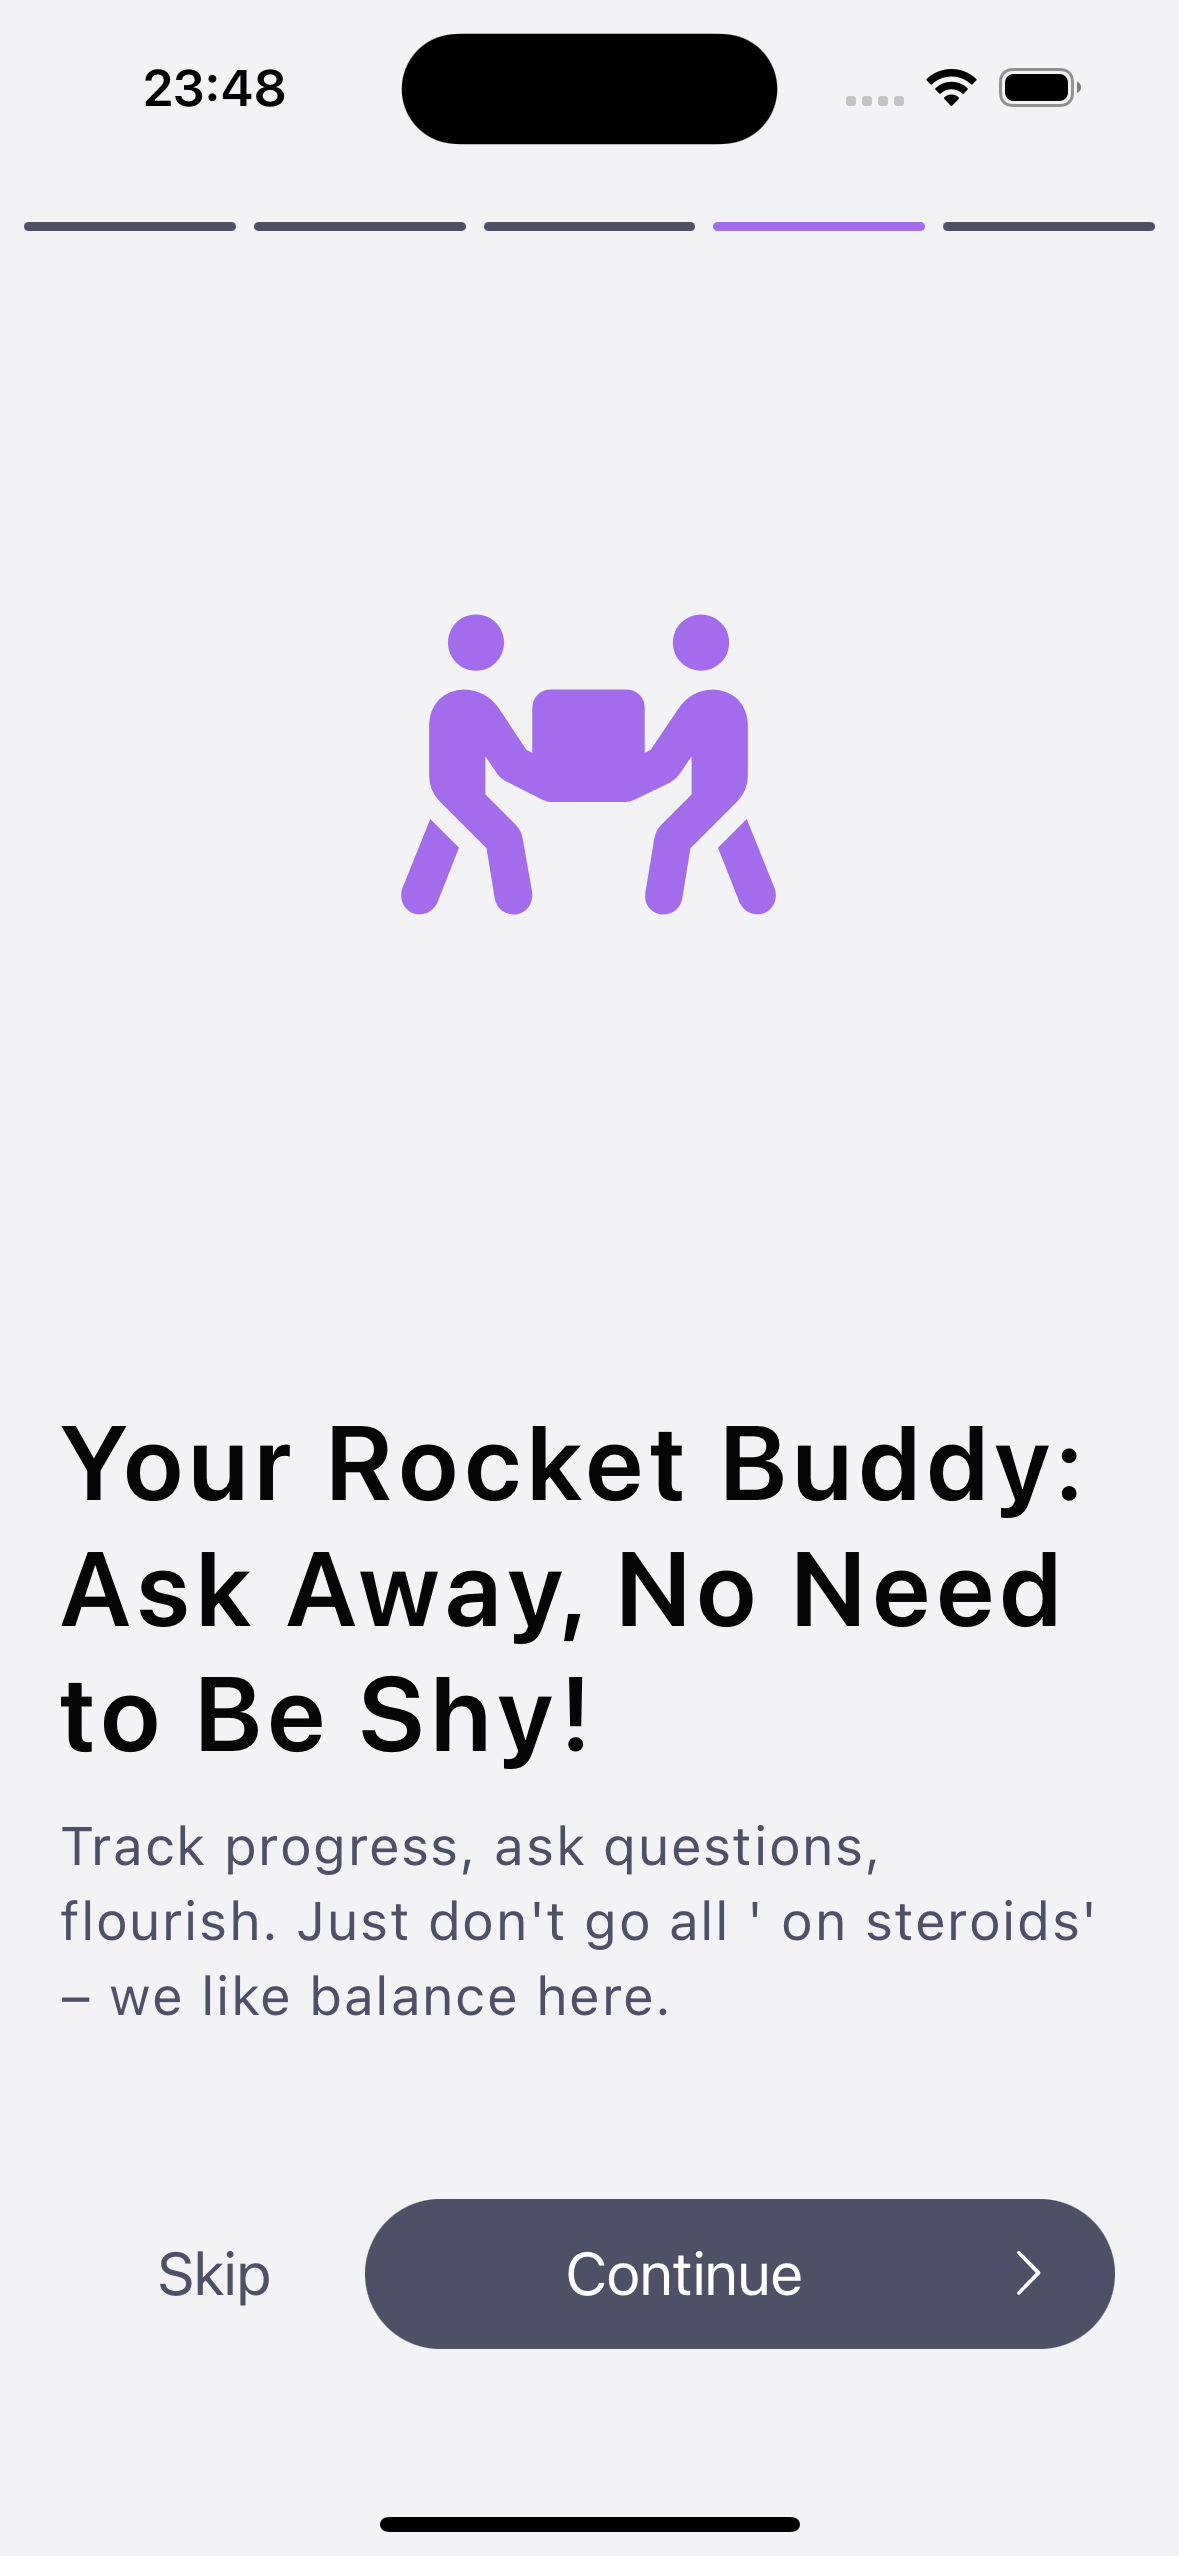 23:48
Your Rocket Buddy:
Ask Away, No Need
to Be Shy!
Track progress, ask questions,
flourish. Just don't go all ' on steroids'
– we like balance here.
Skip
Continue